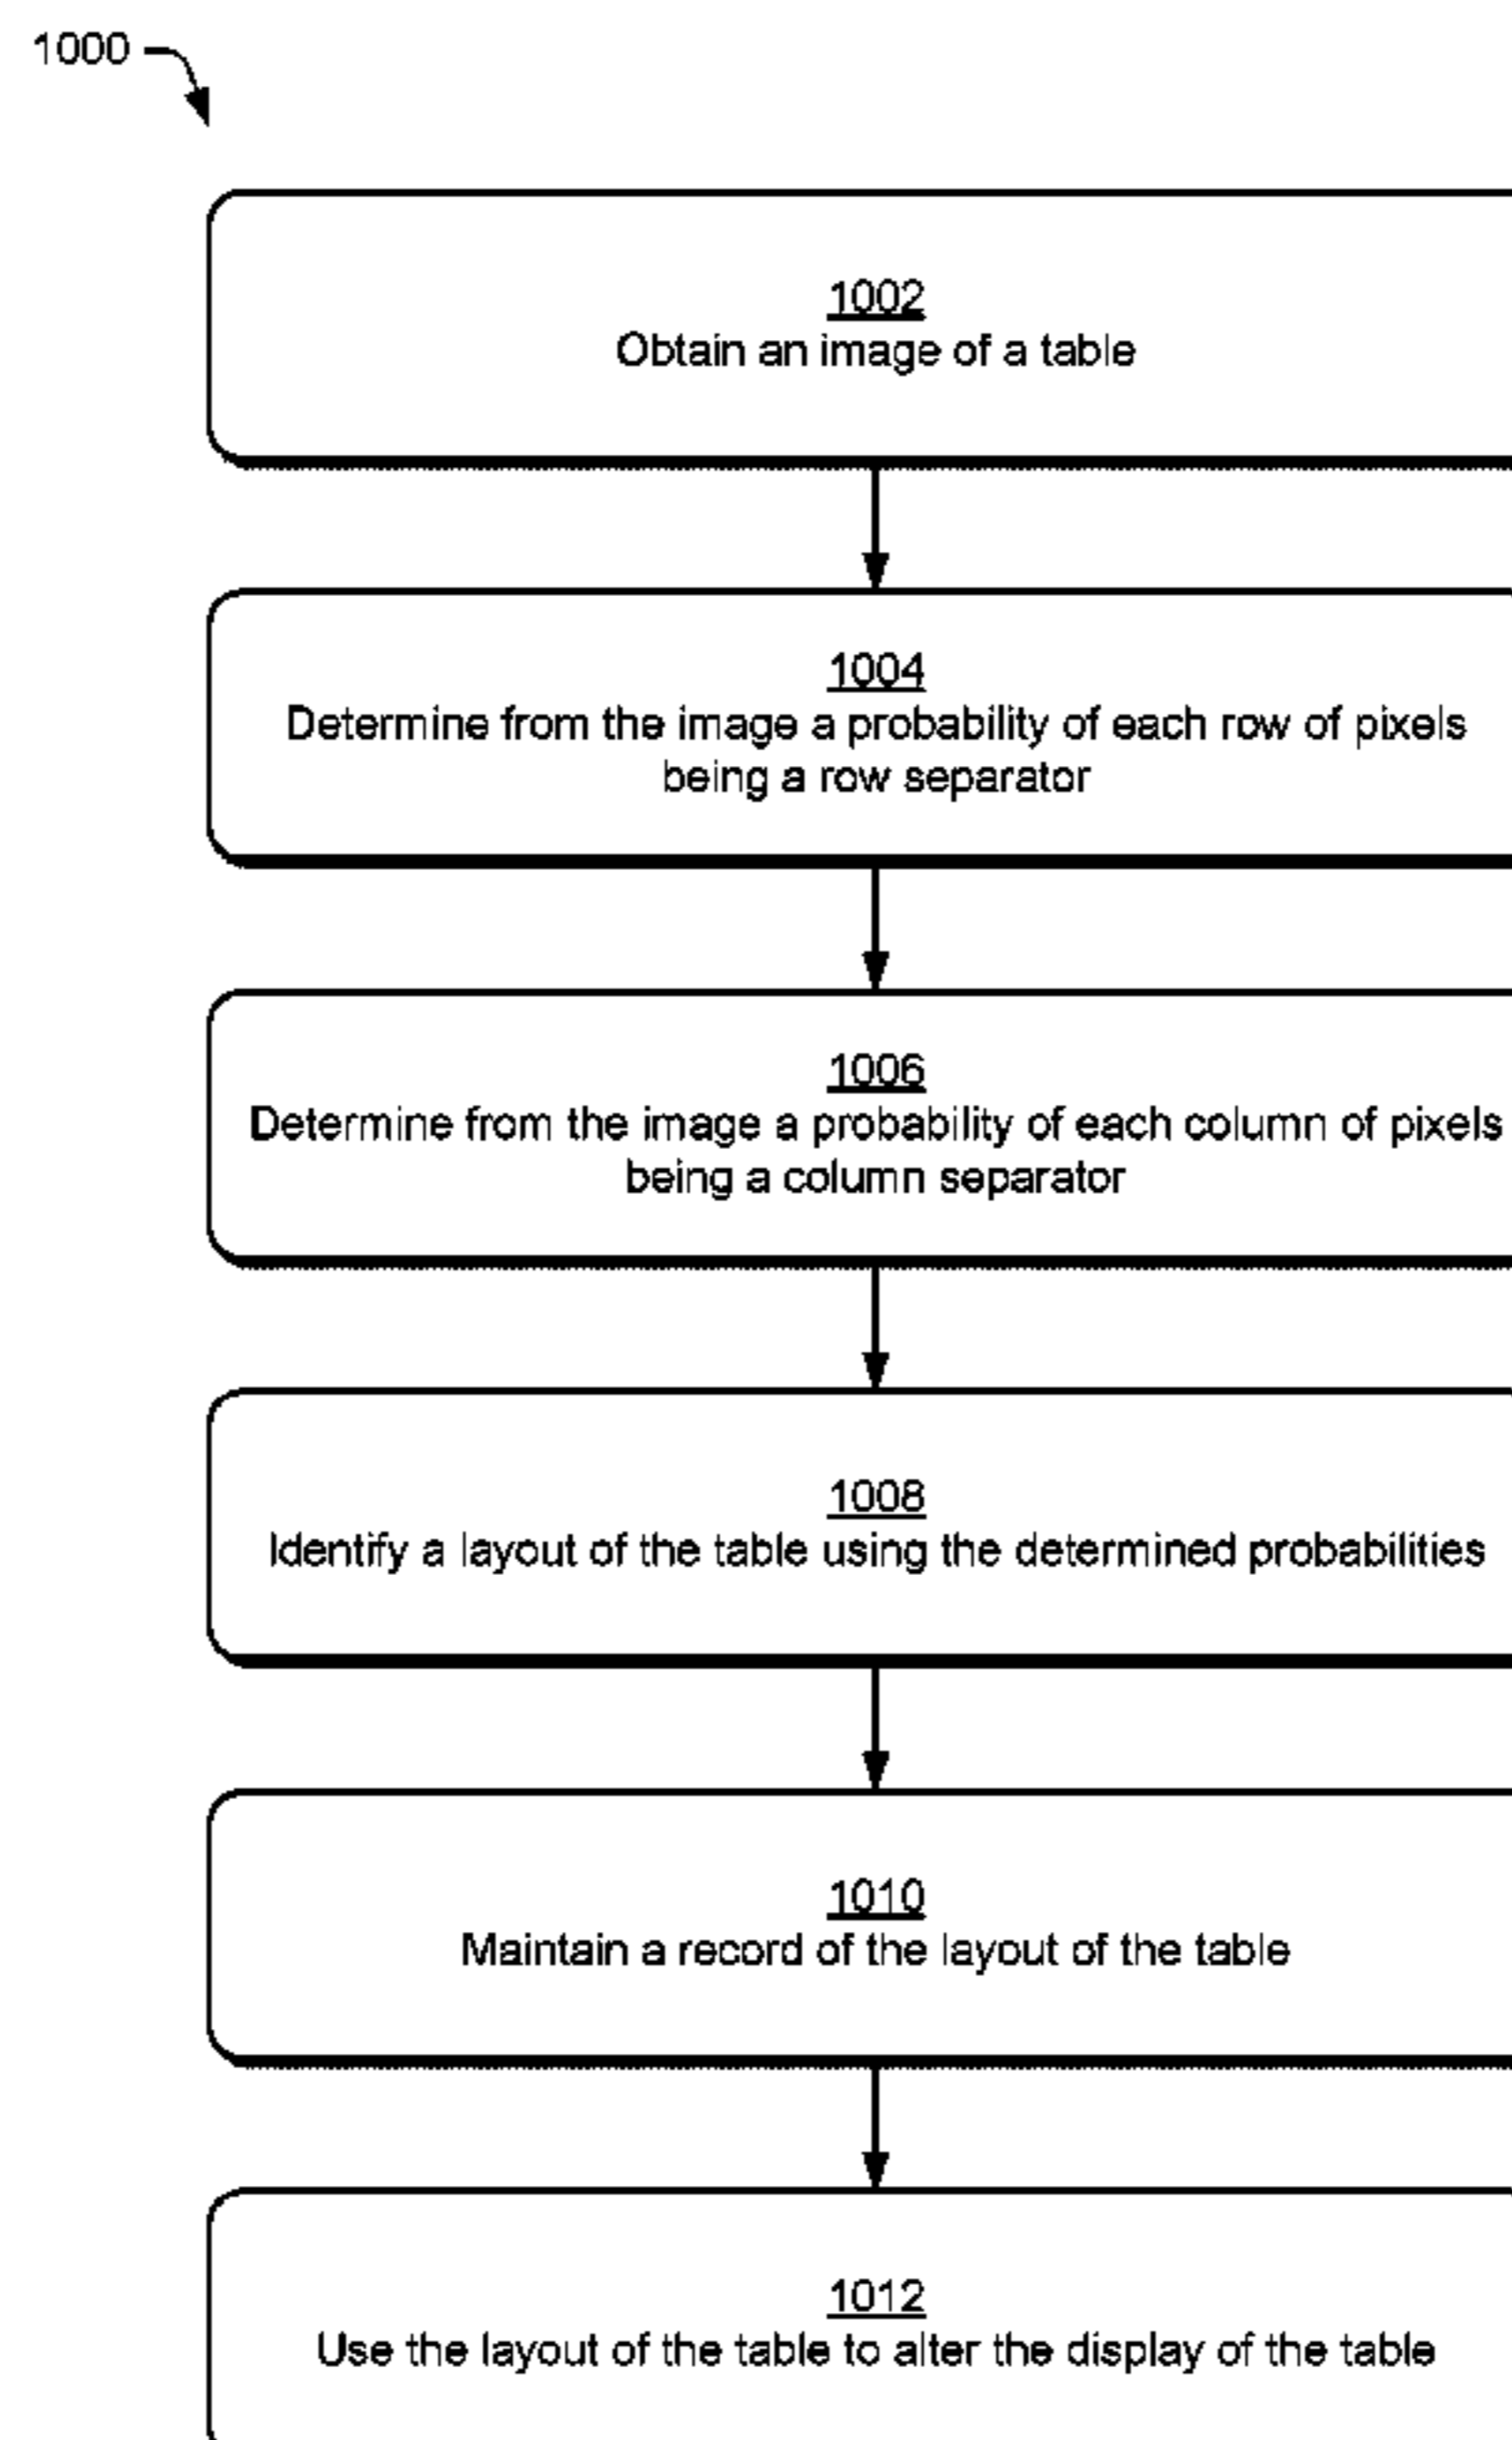 1000
1002
Obtain an image of a table
1004
Determine from the image a probability of each row of pixels
being a row separator
1006
Determine from the image a probability of each column of pixels
being a column separator
1008
Identify a layout of the table using the determined probabilities
1010
Maintain a record of the layout of the table
1012
Use the layout of the table to alter the display of the table